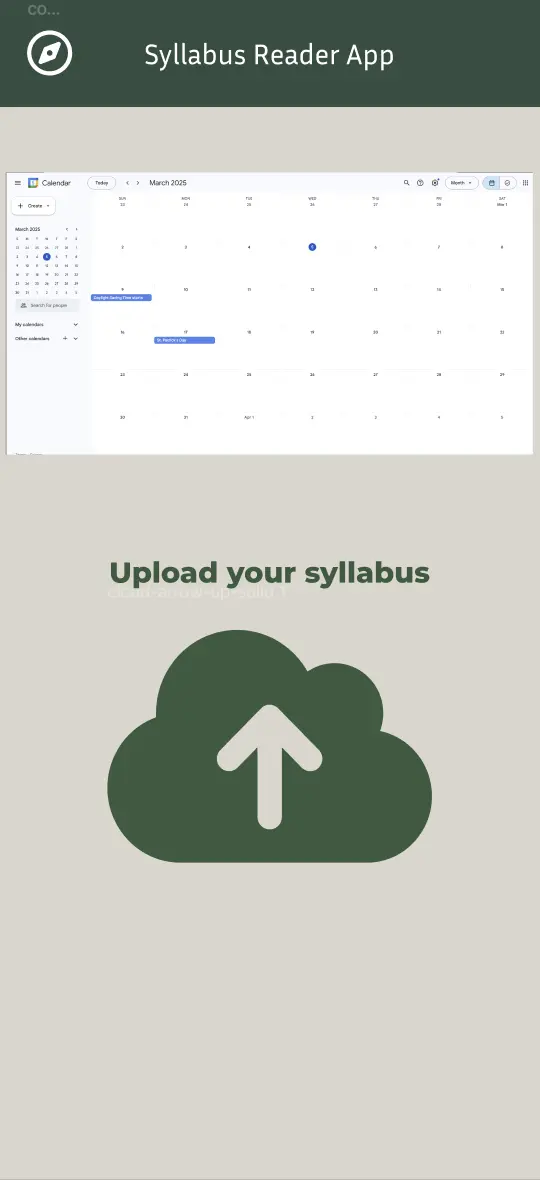 CO...
Syllabus Reader App
Calendar
Today
March 2025
Month
Create
SUN MON TUE WED THU FRI SAT
23 24 25 26 27 28 Mar 1
March 2025
S M T W T F S
23 24 25 26 27 28 1
2 3 4 5 6 7 8
9 10 11 12 13 14 15
16 17 18 19 20 21 22
23 24 25 26 27 28 29
30 31 1 2 3 4 5
Search for people
My calendars
Other calendars
2 3 4 5 6 7 8
9 10 11 12 13 14 15
Daylight Saving Time starts
16 17 18 19 20 21 22
St. Patrick's Day
23 24 25 26 27 28 29
30 31 Apr 1 2 3 4 5
Upload your syllabus
cloud-arrow-up-solid 1